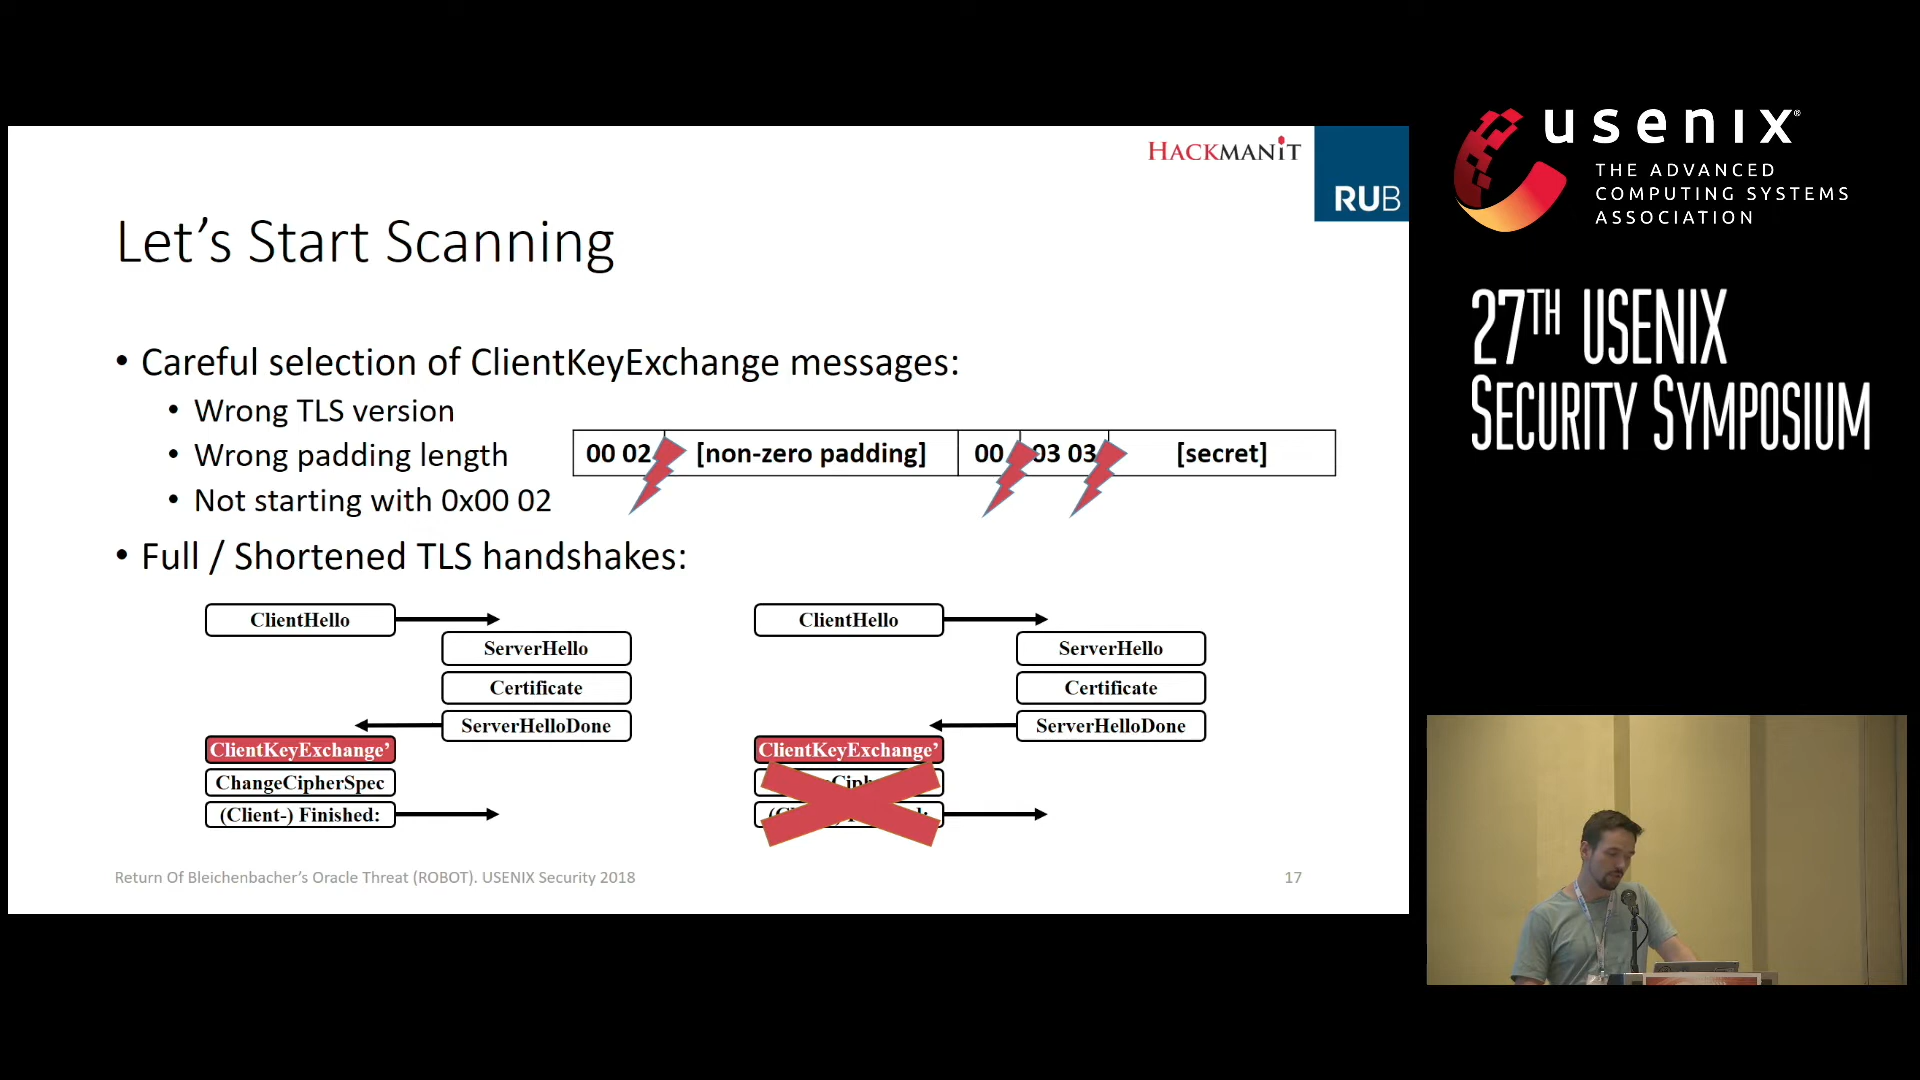 HACKMANIT
RUB
Let’s Start Scanning
• Careful selection of ClientKeyExchange messages:
• Wrong TLS version
• Wrong padding length
• Not starting with 0x00 02
00 02 [non-zero padding] 00 03 03 [secret]
• Full / Shortened TLS handshakes:
ClientHello
ServerHello
Certificate
ServerHelloDone
ClientKeyExchange’
ChangeCipherSpec
(Client-) Finished:
ClientHello
ServerHello
Certificate
ServerHelloDone
ClientKeyExchange’
Return Of Bleichenbacher’s Oracle Threat (ROBOT). USENIX Security 2018
17
usenix®
THE ADVANCED
COMPUTING SYSTEMS
ASSOCIATION
27TH USENIX
SECURITY SYMPOSIUM